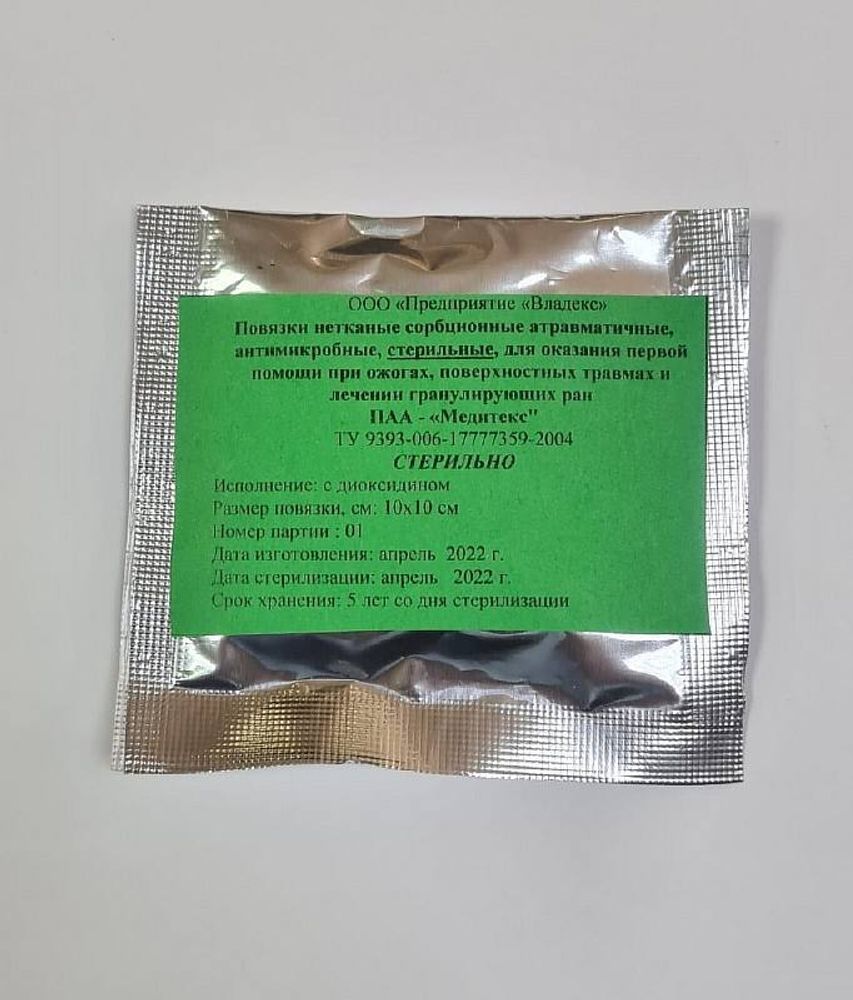 ООО «Предприятие «Владекс»
Повязки нетканые сорбционные атравматичные,
антимикробные, стерильные, для оказания первой
помощи при ожогах, поверхностных травмах и
лечении гранулирующих ран
ПАА - «Медитекс"
ТУ 9393-006-17777359-2004
СТЕРИЛЬНО
Исполнение: с диоксидином
Размер повязки, см: 10х10 см
Номер партии : 01
Дата изготовления: апрель 2022 г.
Дата стерилизации: апрель 2022 г.
Срок хранения: 5 лет со дня стерилизации